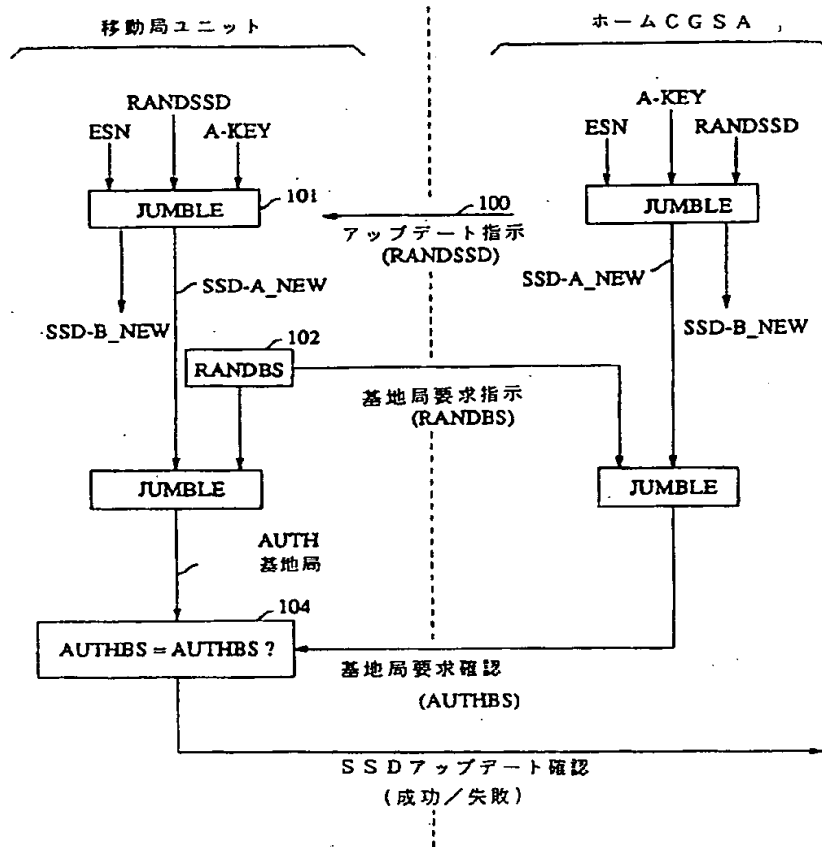 移動局ユニット
ホームCGSA
RANDSSD
ESN
A-KEY
A-KEY
ESN
RANDSSD
JUMBLE
101
100
JUMBLE
アップデート指示
(RANDSSD)
SSD-A_NEW
SSD-A_NEW
SSD-B_NEW
SSD-B_NEW
102
RANDBS
基地局要求指示
(RANDBS)
JUMBLE
JUMBLE
AUTH
基地局
104
AUTHBS = AUTHBS ?
基地局要求確認
(AUTHBS)
SSDアップデート確認
(成功/失敗)